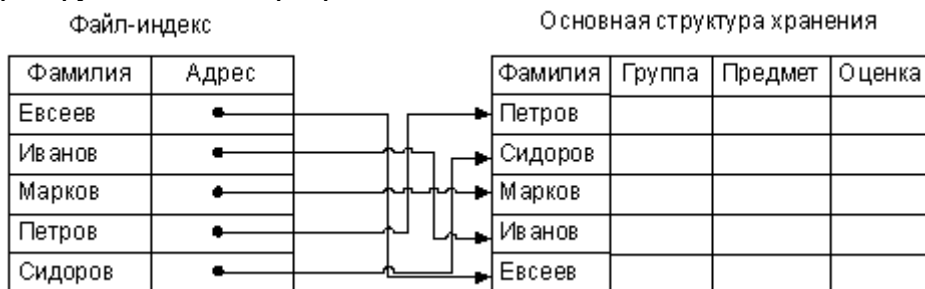 Файл-индекс
Основная структура хранения
Фамилия Адрес
Фамилия Группа Предмет Оценка
Евсеев
Петров
Иванов
Сидоров
Марков
Марков
Петров
Иванов
Сидоров
Евсеев